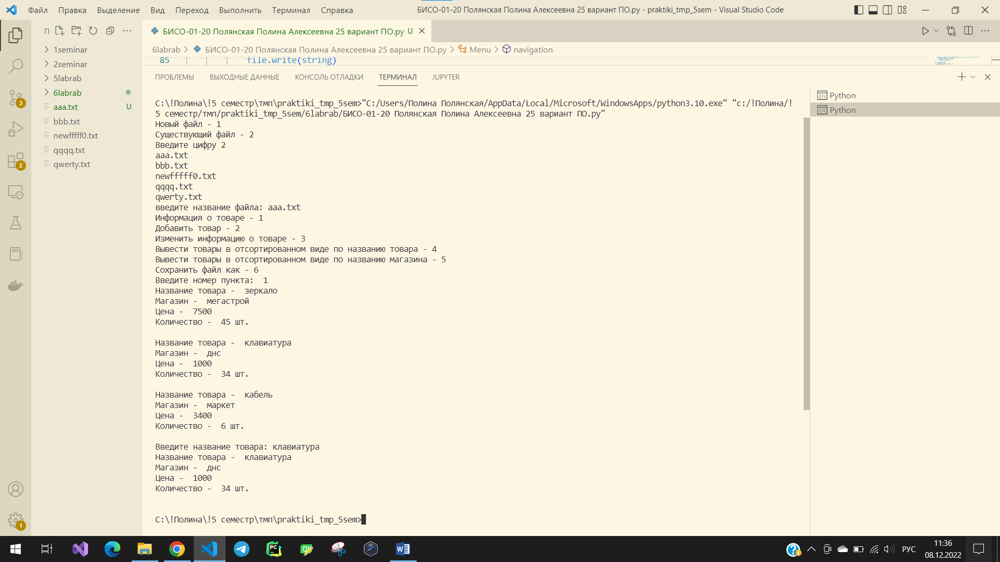 Файл Правка Выделение Вид Переход Выполнить Терминал Справка
БИСО-01-20 Полянская Полина Алексеевна 25 вариант ПО.py - praktiki_tmp_5sem - Visual Studio Code
П
БИСО-01-20 Полянская Полина Алексеевна 25 вариант ПО.py U
1seminar
2seminar
5labrab
6labrab
aaa.txt U
bbb.txt
newfffff0.txt
qqqq.txt
qwerty.txt
3
2
1
6labrab > БИСО-01-20 Полянская Полина Алексеевна 25 вариант ПО.py > Menu > navigation
85 file.write(string)
ПРОБЛЕМЫ ВЫХОДНЫЕ ДАННЫЕ КОНСОЛЬ ОТЛАДКИ ТЕРМИНАЛ JUPYTER
C:\!Полина\!5 семестр\тмп\praktiki_tmp_5sem>"C:/Users/Полина Полянская/AppData/Local/Microsoft/WindowsApps/python3.10.exe" "c:/!Полина/!
5 семестр/тмп/praktiki_tmp_5sem/6labrab/БИСО-01-20 Полянская Полина Алексеевна 25 вариант ПО.py"
Новый файл - 1
Существующий файл - 2
Введите цифру 2
aaa.txt
bbb.txt
newfffff0.txt
qqqq.txt
qwerty.txt
введите название файла: aaa.txt
Информация о товаре - 1
Добавить товар - 2
Изменить информацию о товаре - 3
Вывести товары в отсортированном виде по названию товара - 4
Вывести товары в отсортированном виде по названию магазина - 5
Сохранить файл как - 6
Введите номер пункта:  1
Название товара -  зеркало
Магазин -  мегастрой
Цена -  7500
Количество -  45 шт.
Название товара -  клавиатура
Магазин -  днс
Цена -  1000
Количество -  34 шт.
Название товара -  кабель
Магазин -  маркет
Цена -  3400
Количество -  6 шт.
Введите название товара: клавиатура
Название товара -  клавиатура
Магазин -  днс
Цена -  1000
Количество -  34 шт.
C:\!Полина\!5 семестр\тмп\praktiki_tmp_5sem>
Python
Python
РУС
11:36
08.12.2022